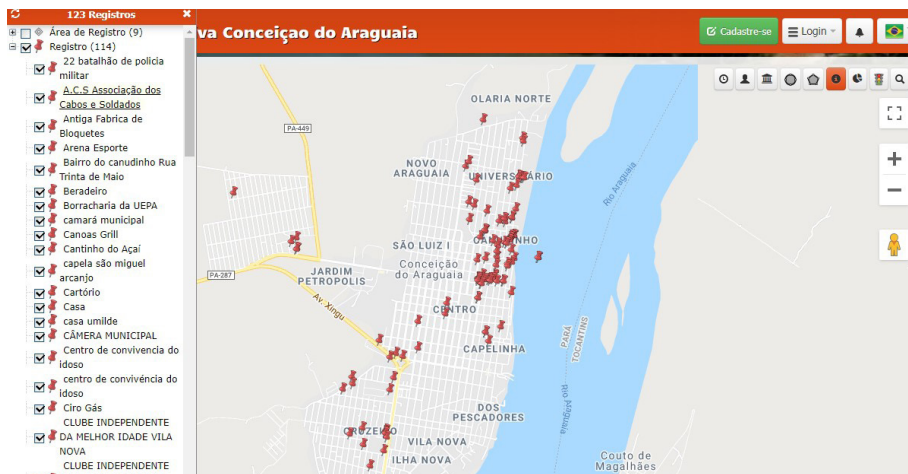 123 Registros
Área de Registro (9)
Registro (114)
22 batalhão de policia
militar
A.C.S Associação dos
Cabos e Soldados
Antiga Fabrica de
Bloquetes
Arena Esporte
Bairro do canudinho Rua
Trinta de Maio
Beradeiro
Borracharia da UEPA
camará municipal
Canoas Grill
Cantinho do Açaí
capela são miguel
arcanjo
Cartório
Casa
casa umilde
CÂMERA MUNICIPAL
Centro de convivencia do
idoso
centro de convivéncia do
idoso
Ciro Gás
CLUBE INDEPENDENTE
DA MELHOR IDADE VILA
NOVA
CLUBE INDEPENDENTE
va Conceiçao do Araguaia
Cadastre-se
Login
OLARIA NORTE
PA-449
NOVO
ARAGUAIA
UNIVERSITÁRIO
Rio Araguaia
SÃO LUIZ I
CANUDINHO
Conceição
do Araguaia
PA-287
JARDIM
PETROPOLIS
Av. Xingu
CENTRO
CAPELINHA
PARÁ
TOCANTINS
DOS
PESCADORES
Rio Araguaia
CRUZEIRO
VILA NOVA
ILHA NOVA
Couto de
Magalhães